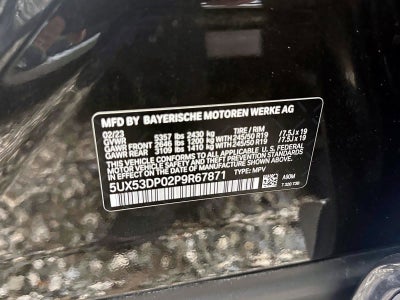 MFD BY BAYERISCHE MOTOREN WERKE AG
02/23
GVWR 5357 lbs 2430 kg TIRE / RIM
GAWR FRONT 2646 lbs 1200 kg WITH 245/50 R19 / 7.5J x 19
GAWR REAR 3109 lbs 1410 kg WITH 245/50 R19 / 7.5J x 19
THIS VEHICLE CONFORMS TO ALL APPLICABLE U.S. FEDERAL
MOTOR VEHICLE SAFETY STANDARDS IN EFFECT ON THE DATE OF
MANUFACTURE SHOWN ABOVE.
5UX53DP02P9R67871 TYPE: MPV A90M